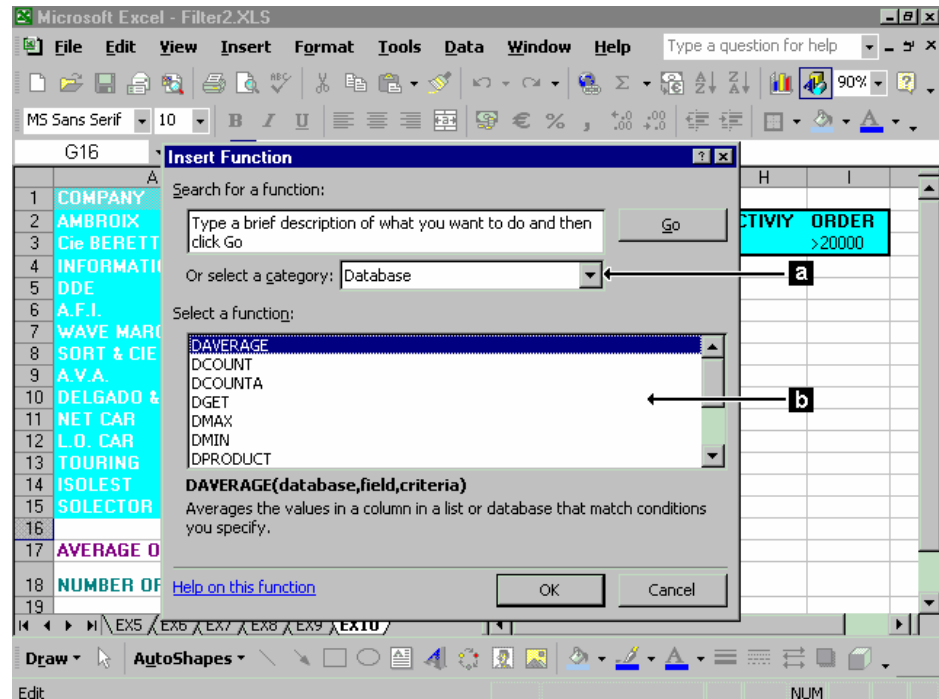 Microsoft Excel - Filter2.XLS
File Edit View Insert Format Tools Data Window Help Type a question for help
90%
MS Sans Serif 10 B I U
G16
Insert Function
A H I
1 COMPANY
2 AMBROIX CTIVIY ORDER
3 Cie BERETT >20000
4 INFORMATI
5 DDE
6 A.F.I.
7 WAVE MAR
8 SORT & CIE
9 A.V.A.
10 DELGADO &
11 NET CAR
12 L.O. CAR
13 TOURING
14 ISOLEST
15 SOLECTOR
16
17 AVERAGE O
18 NUMBER OF
19
Search for a function:
Type a brief description of what you want to do and then
click Go
Go
Or select a category: Database
a
Select a function:
DAVERAGE
DCOUNT
DCOUNTA
DGET
DMAX
DMIN
DPRODUCT
b
DAVERAGE(database,field,criteria)
Averages the values in a column in a list or database that match conditions
you specify.
Help on this function OK Cancel
EX5 EX6 EX7 EX8 EX9 EX10
Draw AutoShapes
Edit NUM